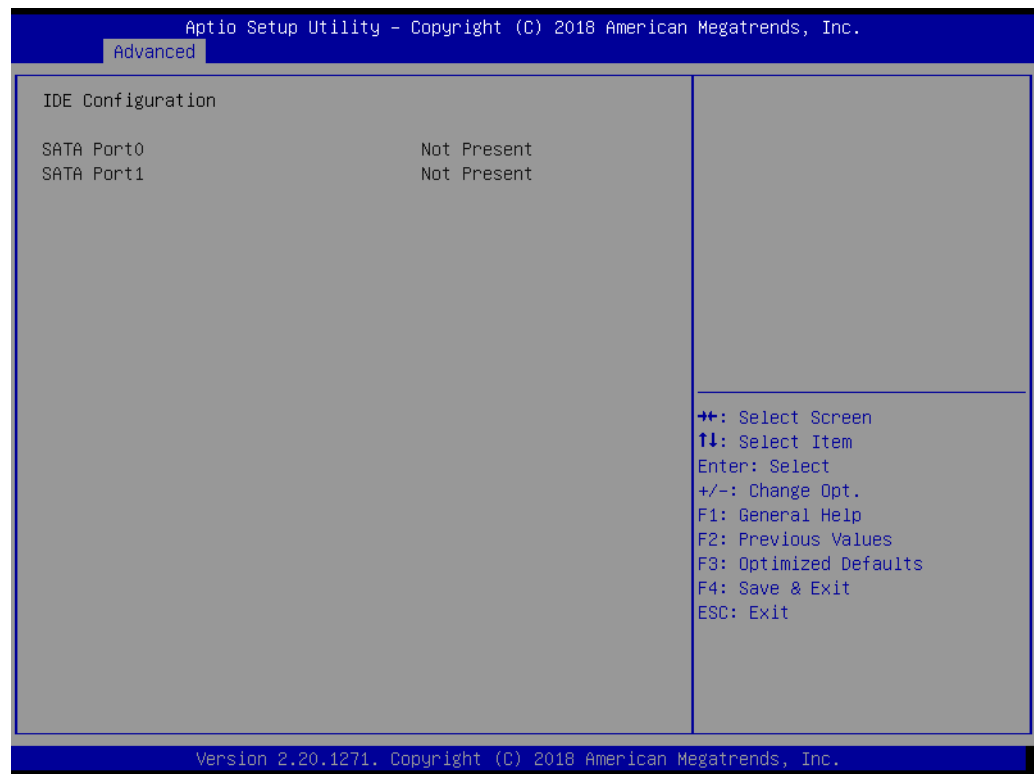 Aptio Setup Utility – Copyright (C) 2018 American Megatrends, Inc.
Advanced
IDE Configuration
SATA Port0 Not Present
SATA Port1 Not Present
→←: Select Screen
↑↓: Select Item
Enter: Select
+/-: Change Opt.
F1: General Help
F2: Previous Values
F3: Optimized Defaults
F4: Save & Exit
ESC: Exit
Version 2.20.1271. Copyright (C) 2018 American Megatrends, Inc.